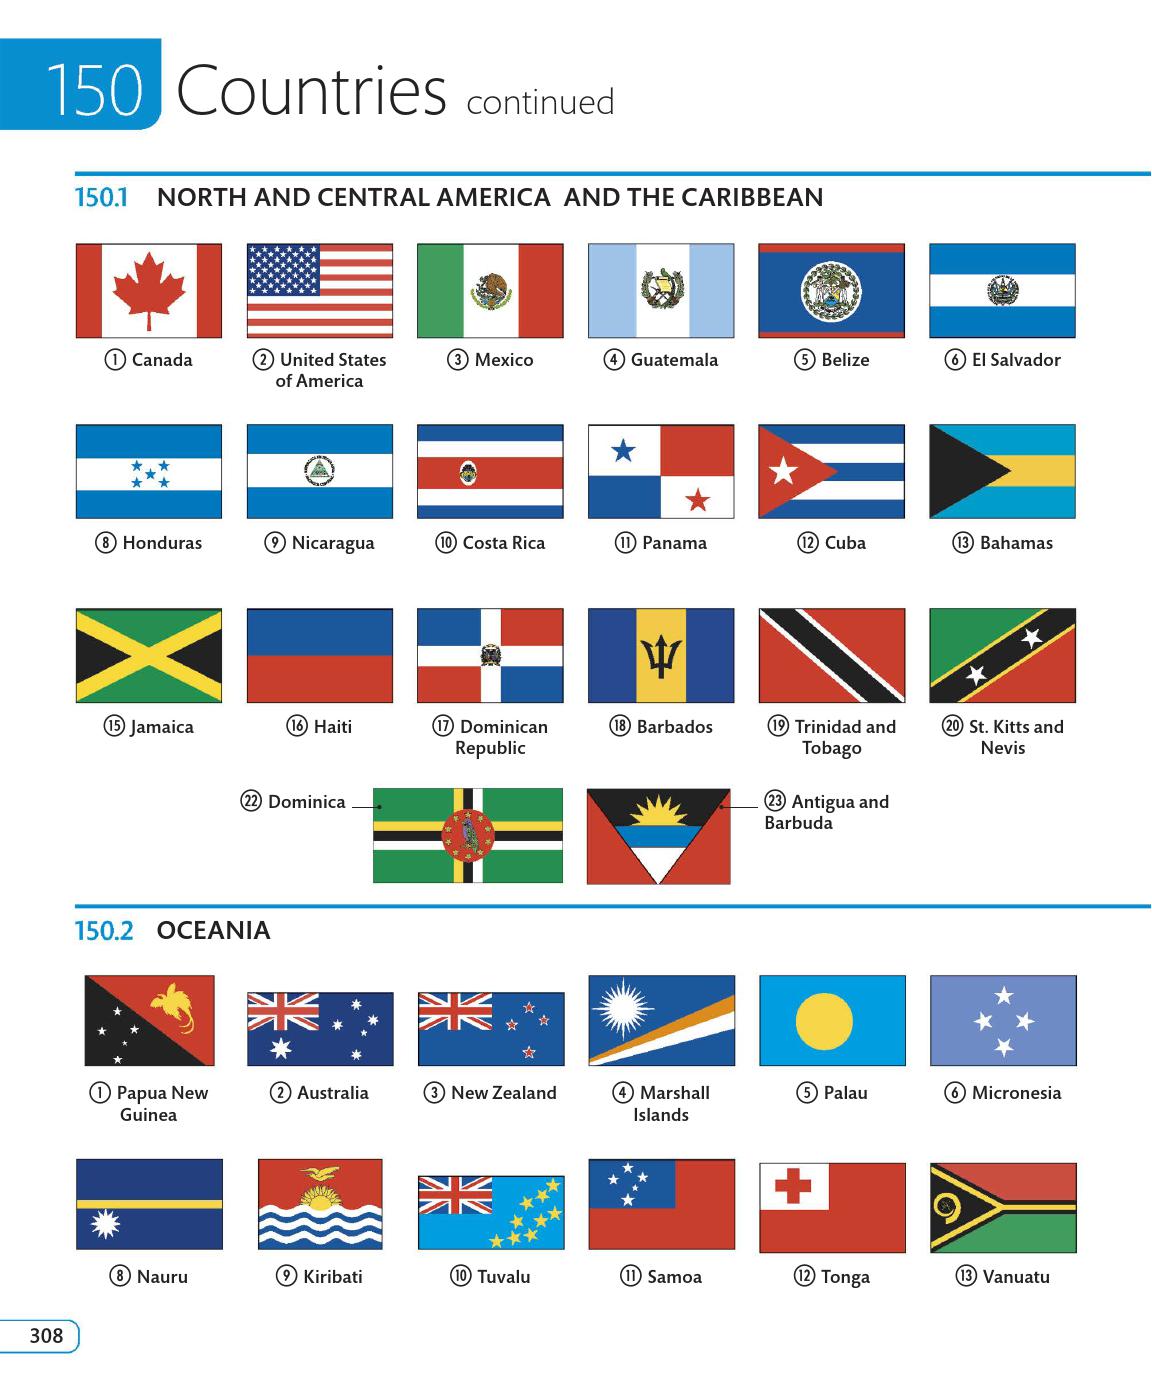 150 Countries continued
150.1 NORTH AND CENTRAL AMERICA AND THE CARIBBEAN
① Canada
② United States
of America
③ Mexico
④ Guatemala
⑤ Belize
⑥ El Salvador
⑧ Honduras
⑨ Nicaragua
⑩ Costa Rica
⑪ Panama
⑫ Cuba
⑬ Bahamas
⑮ Jamaica
⑯ Haiti
⑰ Dominican
Republic
⑱ Barbados
⑲ Trinidad and
Tobago
⑳ St. Kitts and
Nevis
㉒ Dominica
㉓ Antigua and
Barbuda
150.2 OCEANIA
① Papua New
Guinea
② Australia
③ New Zealand
④ Marshall
Islands
⑤ Palau
⑥ Micronesia
⑧ Nauru
⑨ Kiribati
⑩ Tuvalu
⑪ Samoa
⑫ Tonga
⑬ Vanuatu
308